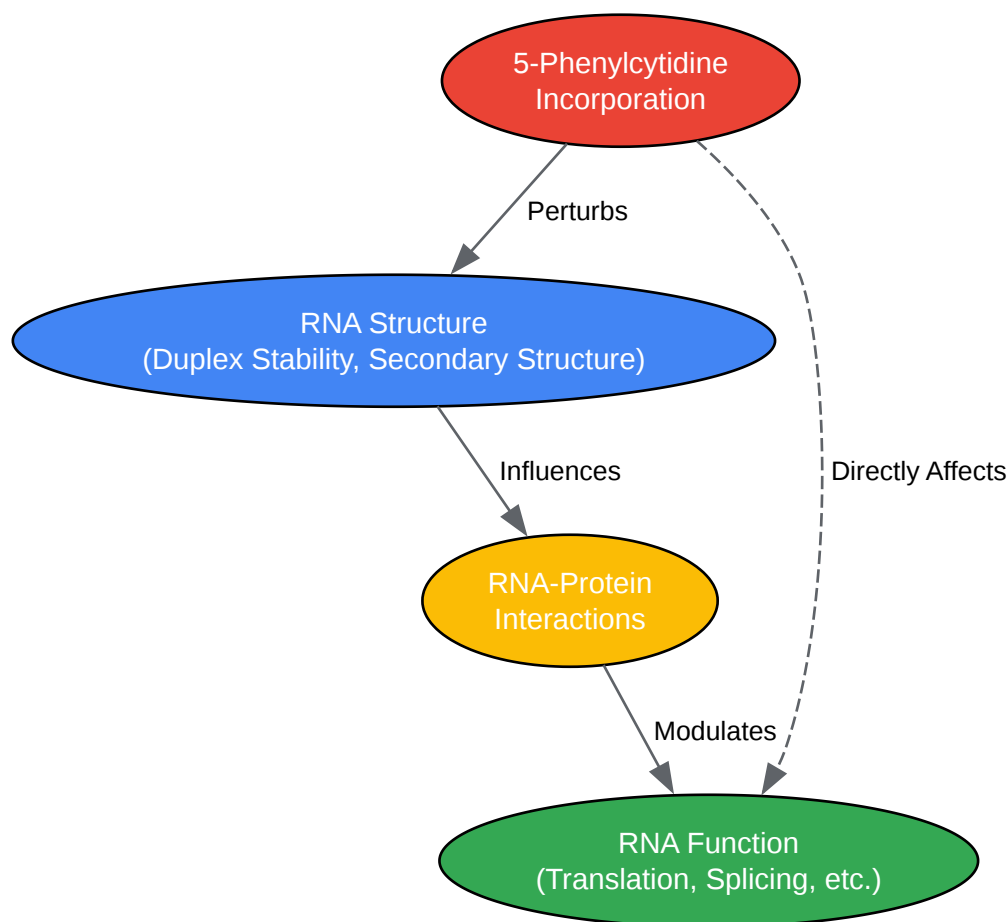 5-Phenylcytidine
Incorporation
Perturbs
RNA Structure
(Duplex Stability, Secondary Structure)
Influences
Directly Affects
RNA-Protein
Interactions
Modulates
RNA Function
(Translation, Splicing, etc.)